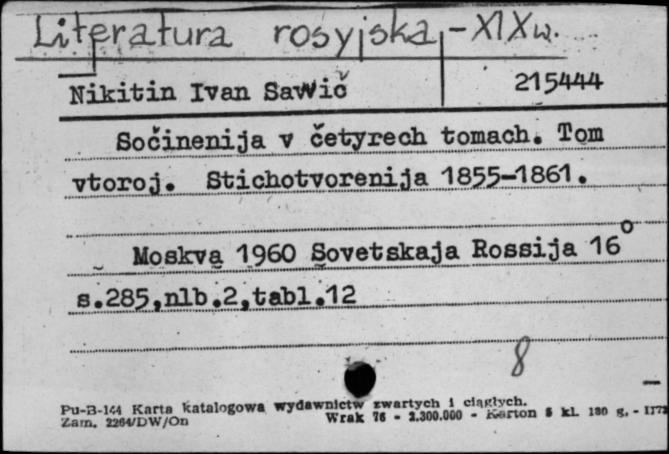 Literatura rosyjska - XIX w.
Nikitin Ivan Savvič 215444
Sočinenija v četyrech tomach. Tom
vtoroj. Stichotvorenija 1855-1861.
Moskva 1960 Sovetskaja Rossija 16°
s.285,nlb.2,tabl.12
8
Pu-B-144 Karta katalogowa wydawnictw zwartych i ciągłych.
Zam. 2264/DW/On Wrak 76 - 2.300.000 - Karton 5 kl. 180 g. - 1173